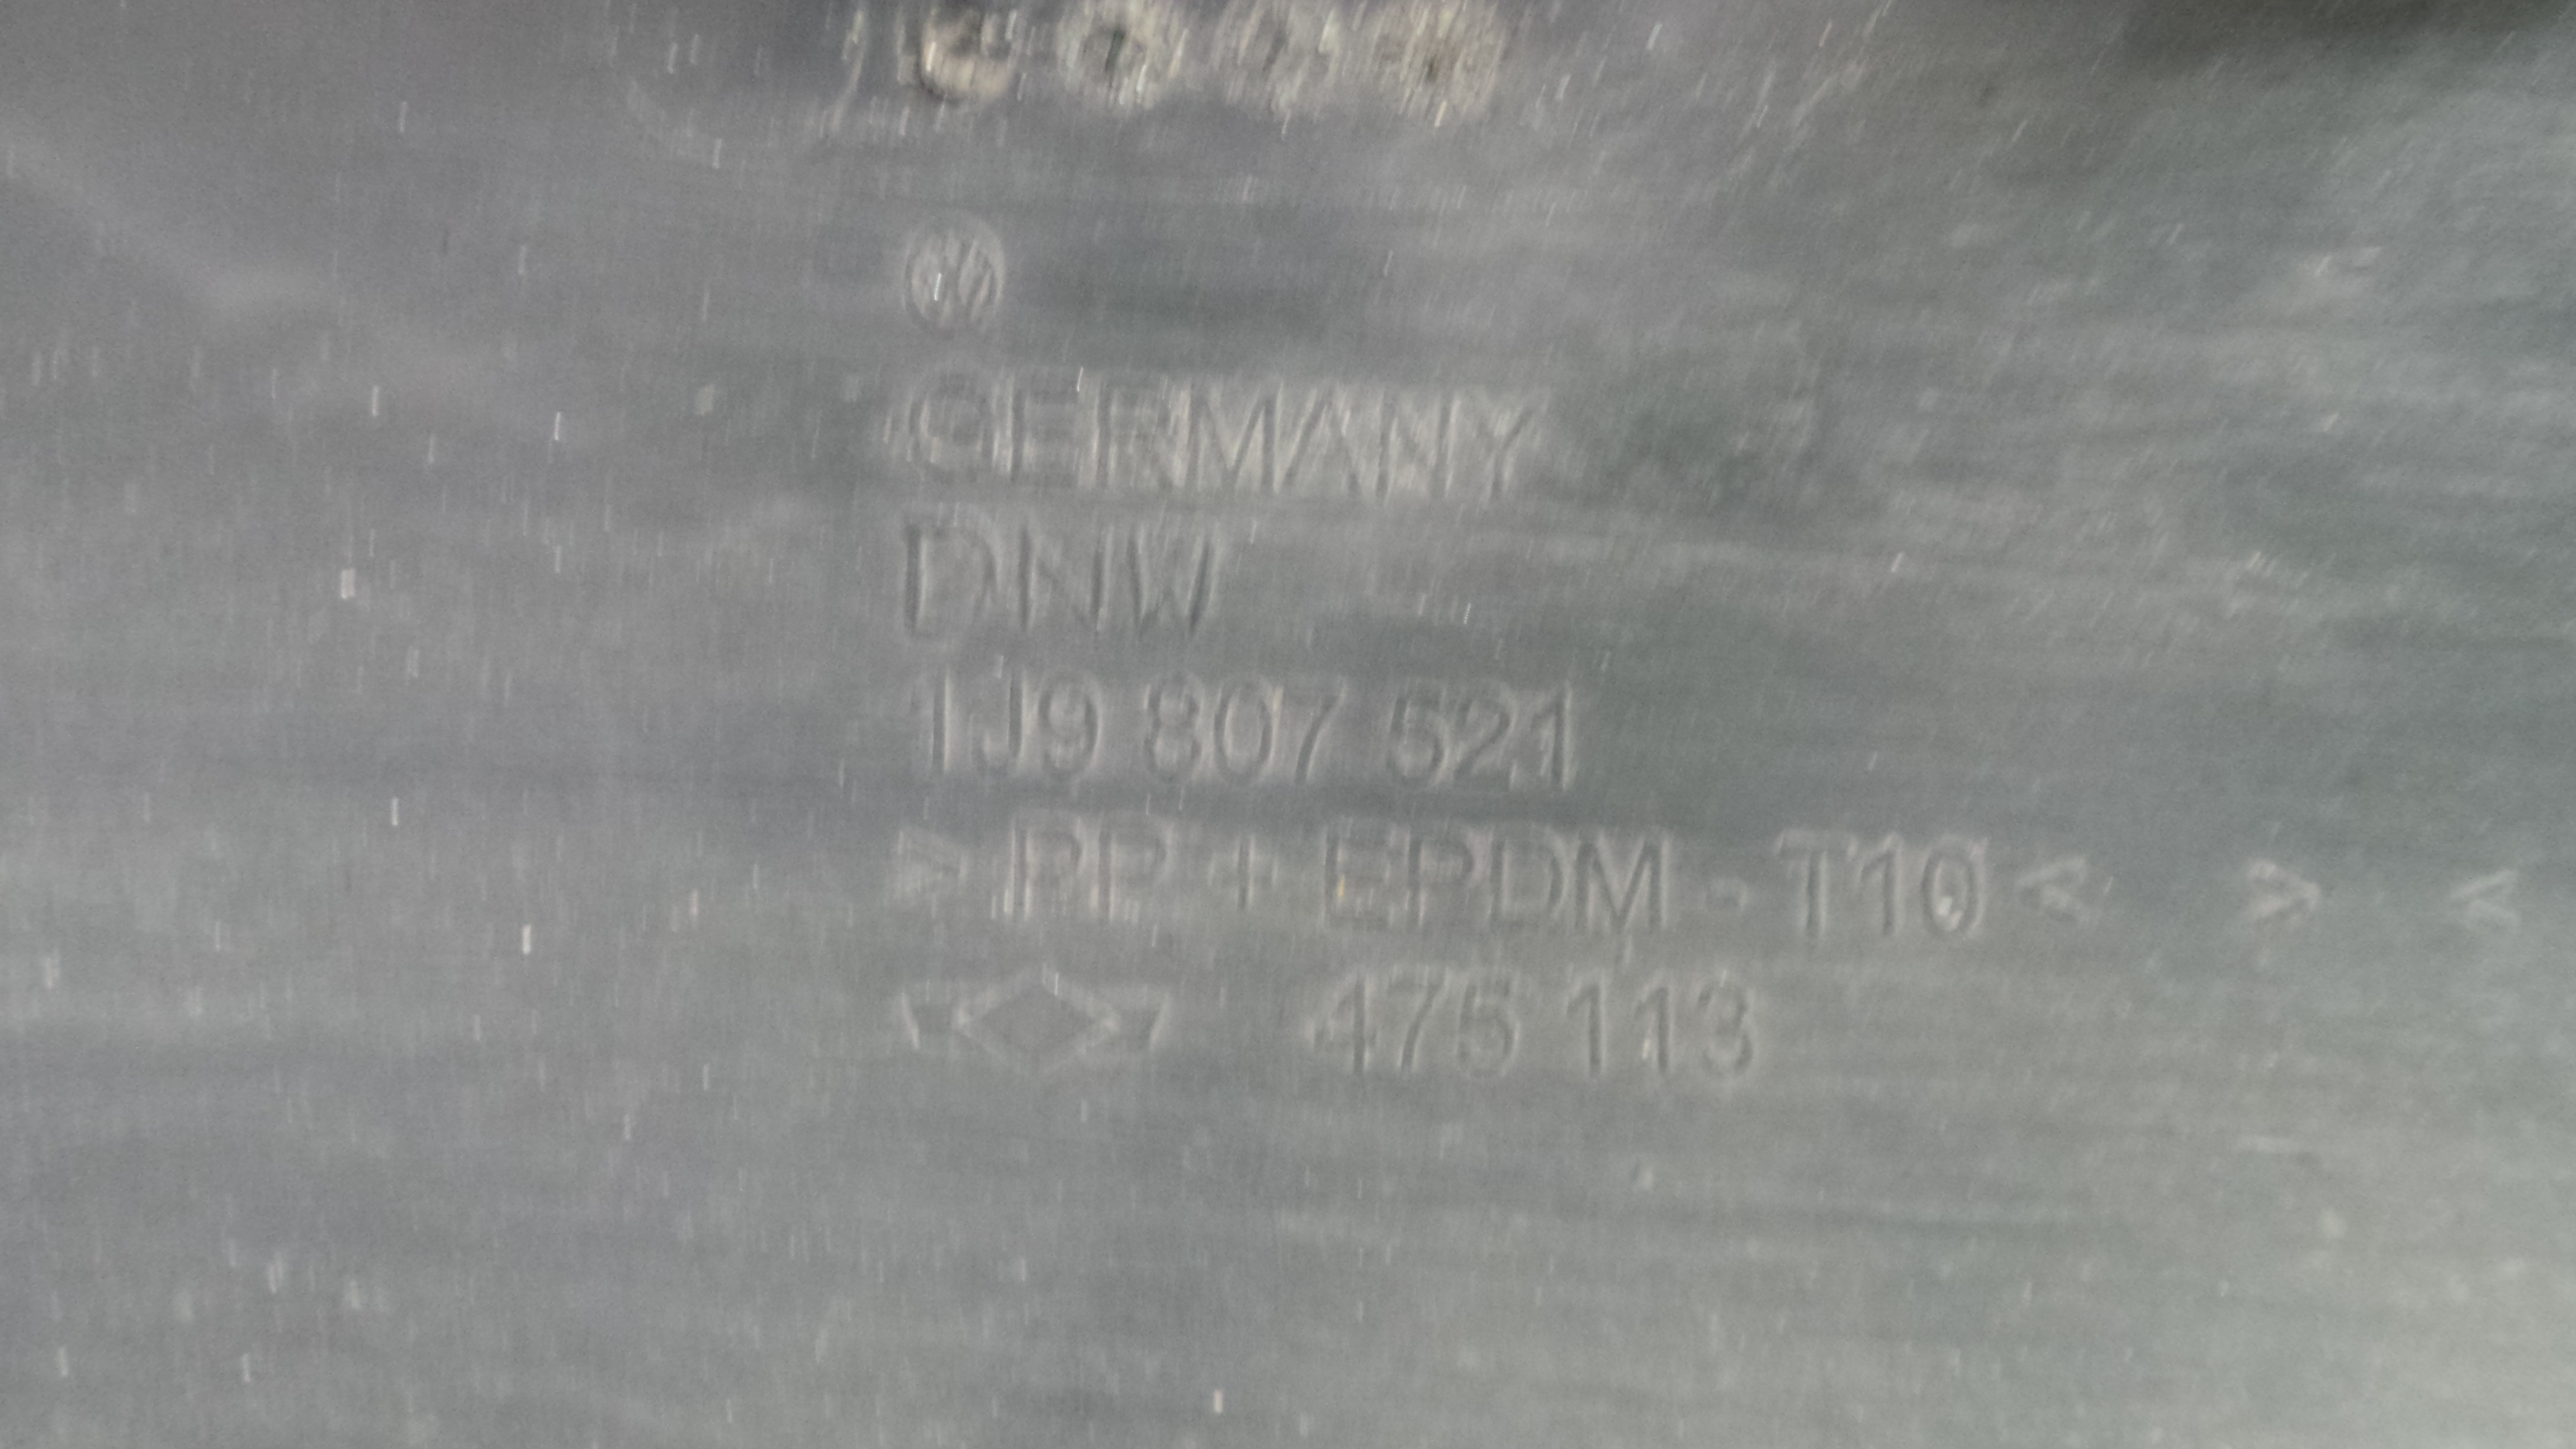 GERMANY
DNW
1J9 807 521
>PP + EPDM - T10< > <
475 113